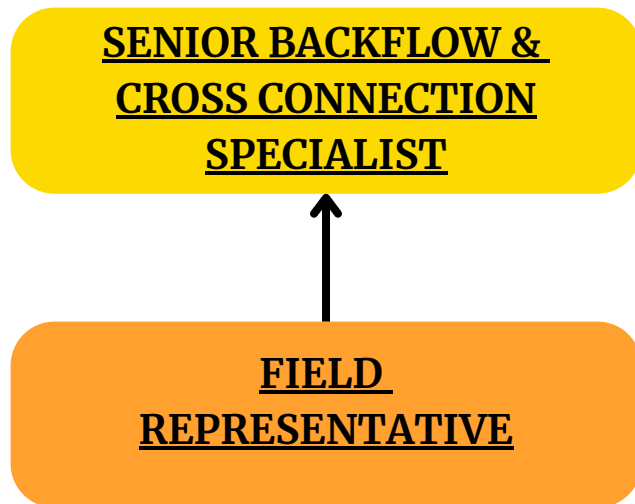 SENIOR BACKFLOW &
CROSS CONNECTION
SPECIALIST
FIELD
REPRESENTATIVE